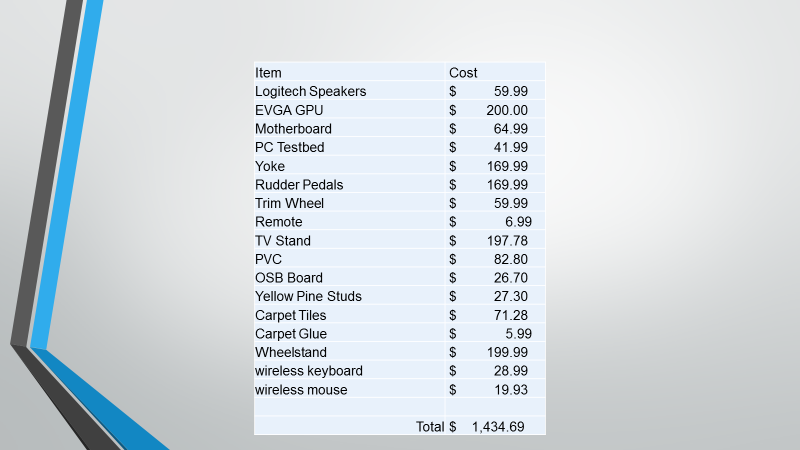 Item Cost
Logitech Speakers $ 59.99
EVGA GPU $ 200.00
Motherboard $ 64.99
PC Testbed $ 41.99
Yoke $ 169.99
Rudder Pedals $ 169.99
Trim Wheel $ 59.99
Remote $ 6.99
TV Stand $ 197.78
PVC $ 82.80
OSB Board $ 26.70
Yellow Pine Studs $ 27.30
Carpet Tiles $ 71.28
Carpet Glue $ 5.99
Wheelstand $ 199.99
wireless keyboard $ 28.99
wireless mouse $ 19.93
Total $ 1,434.69